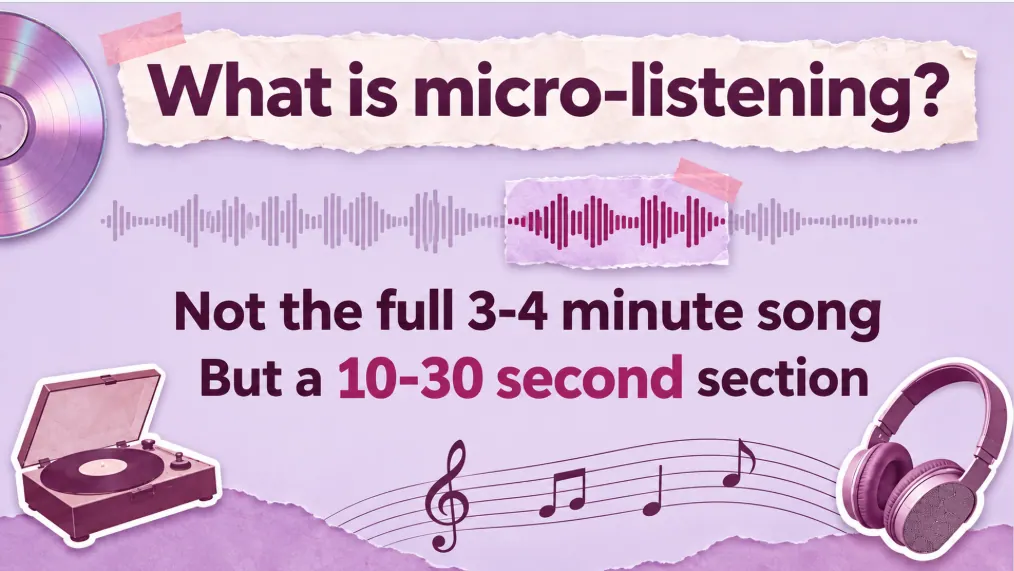 What is micro-listening?
Not the full 3-4 minute song
But a 10-30 second section